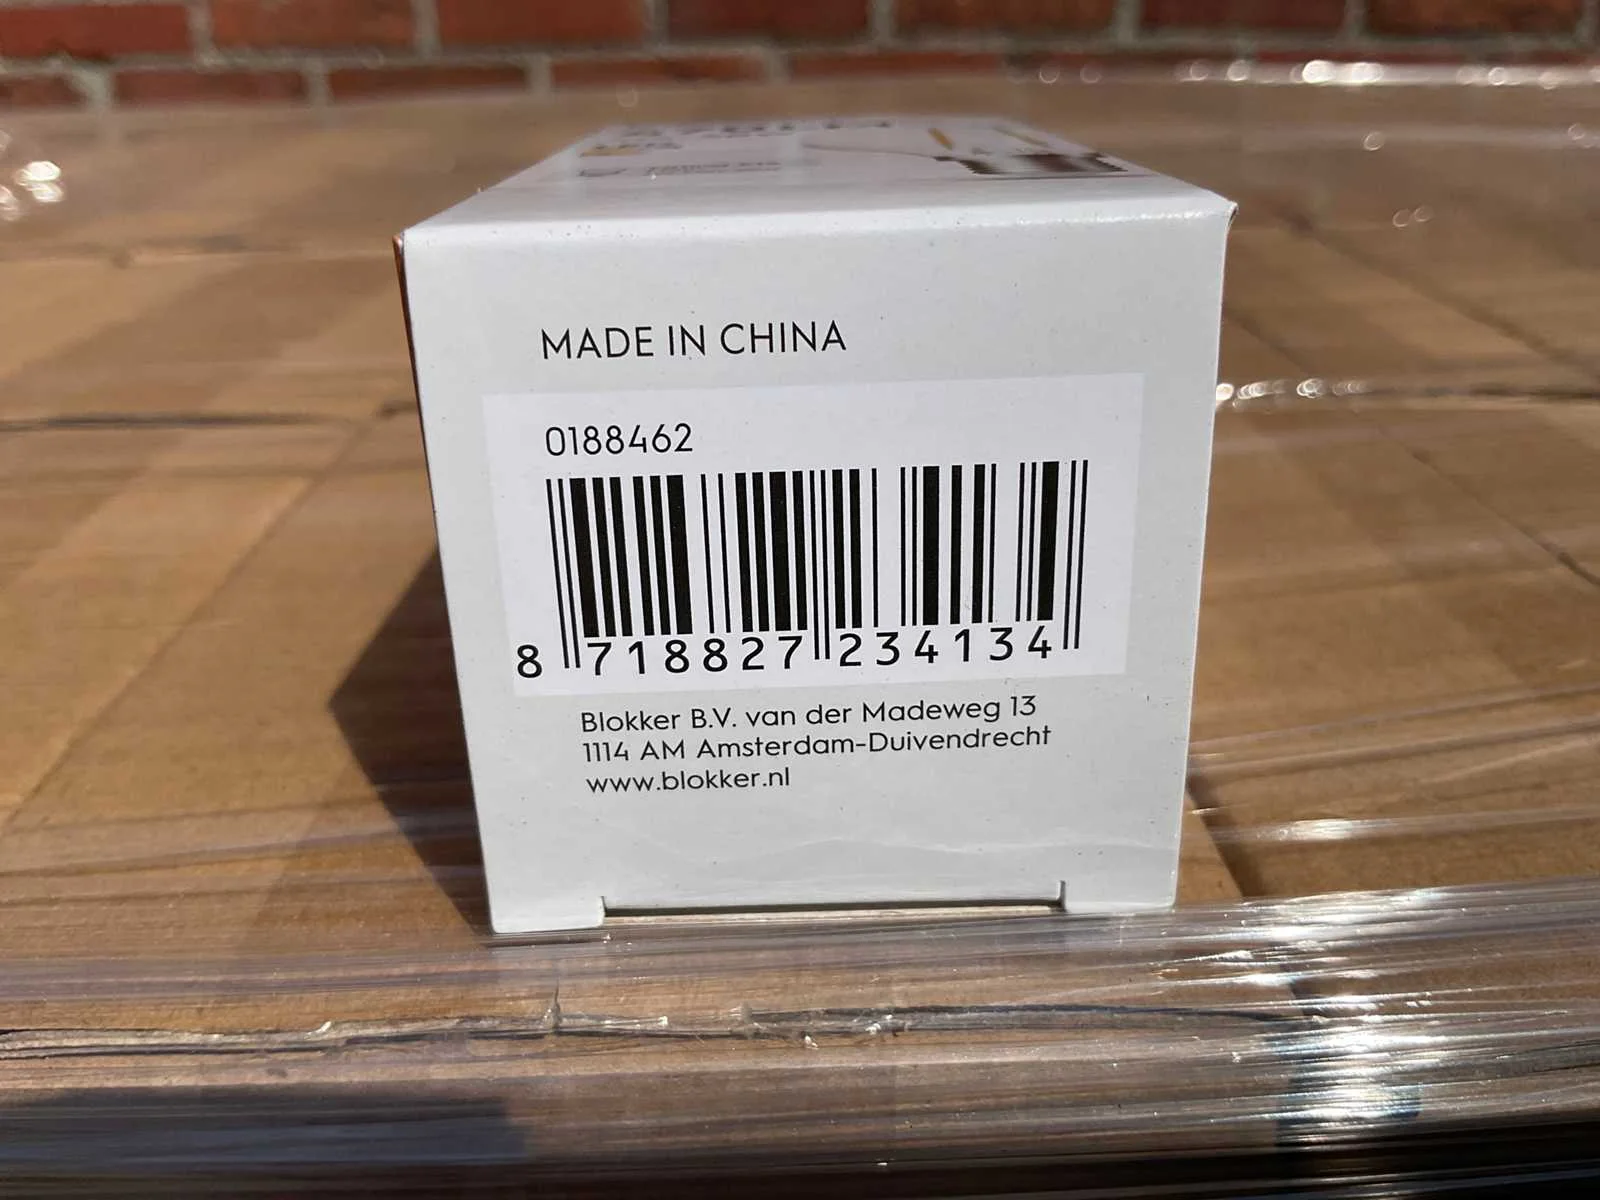 MADE IN CHINA
0188462
8 718827 234134
Blokker B.V. van der Madeweg 13
1114 AM Amsterdam-Duivendrecht
www.blokker.nl